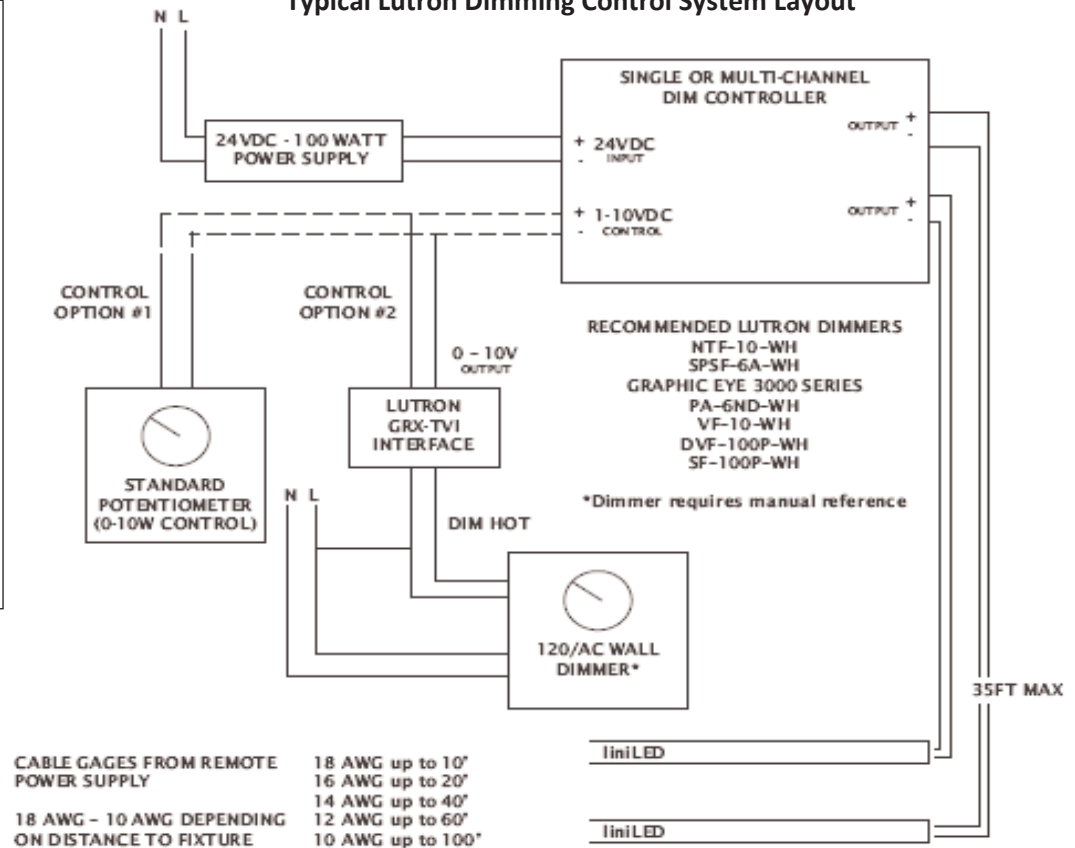 Typical Lutron Dimming Control System Layout
N L
SINGLE OR MULTI-CHANNEL
DIM CONTROLLER
24VDC - 100 WATT
POWER SUPPLY
+ 24VDC
- INPUT
OUTPUT +
-
+ 1-10VDC
- CONTROL
OUTPUT +
-
CONTROL
OPTION #1
CONTROL
OPTION #2
0 - 10V
OUTPUT
RECOMMENDED LUTRON DIMMERS
NTF-10-WH
SPSF-6A-WH
GRAPHIC EYE 3000 SERIES
PA-6ND-WH
VF-10-WH
DVF-100P-WH
SF-100P-WH
*Dimmer requires manual reference
LUTRON
GRX-TVI
INTERFACE
STANDARD
POTENTIOMETER
(0-10W CONTROL)
N L
DIM HOT
120/AC WALL
DIMMER*
35FT MAX
liniLED
liniLED
CABLE GAGES FROM REMOTE
POWER SUPPLY
18 AWG - 10 AWG DEPENDING
ON DISTANCE TO FIXTURE
18 AWG up to 10'
16 AWG up to 20'
14 AWG up to 40'
12 AWG up to 60'
10 AWG up to 100'